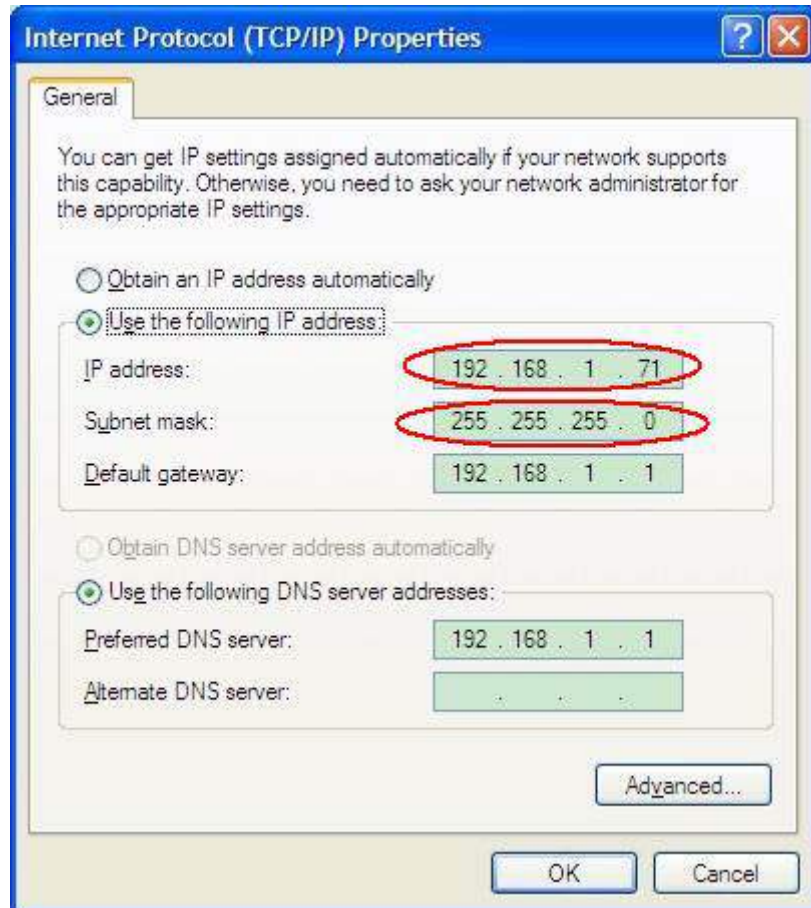 Internet Protocol (TCP/IP) Properties
General
You can get IP settings assigned automatically if your network supports
this capability. Otherwise, you need to ask your network administrator for
the appropriate IP settings.
Obtain an IP address automatically
Use the following IP address:
IP address: 192 . 168 . 1 . 71
Subnet mask: 255 . 255 . 255 . 0
Default gateway: 192 . 168 . 1 . 1
Obtain DNS server address automatically
Use the following DNS server addresses:
Preferred DNS server: 192 . 168 . 1 . 1
Alternate DNS server: . . .
Advanced...
OK Cancel